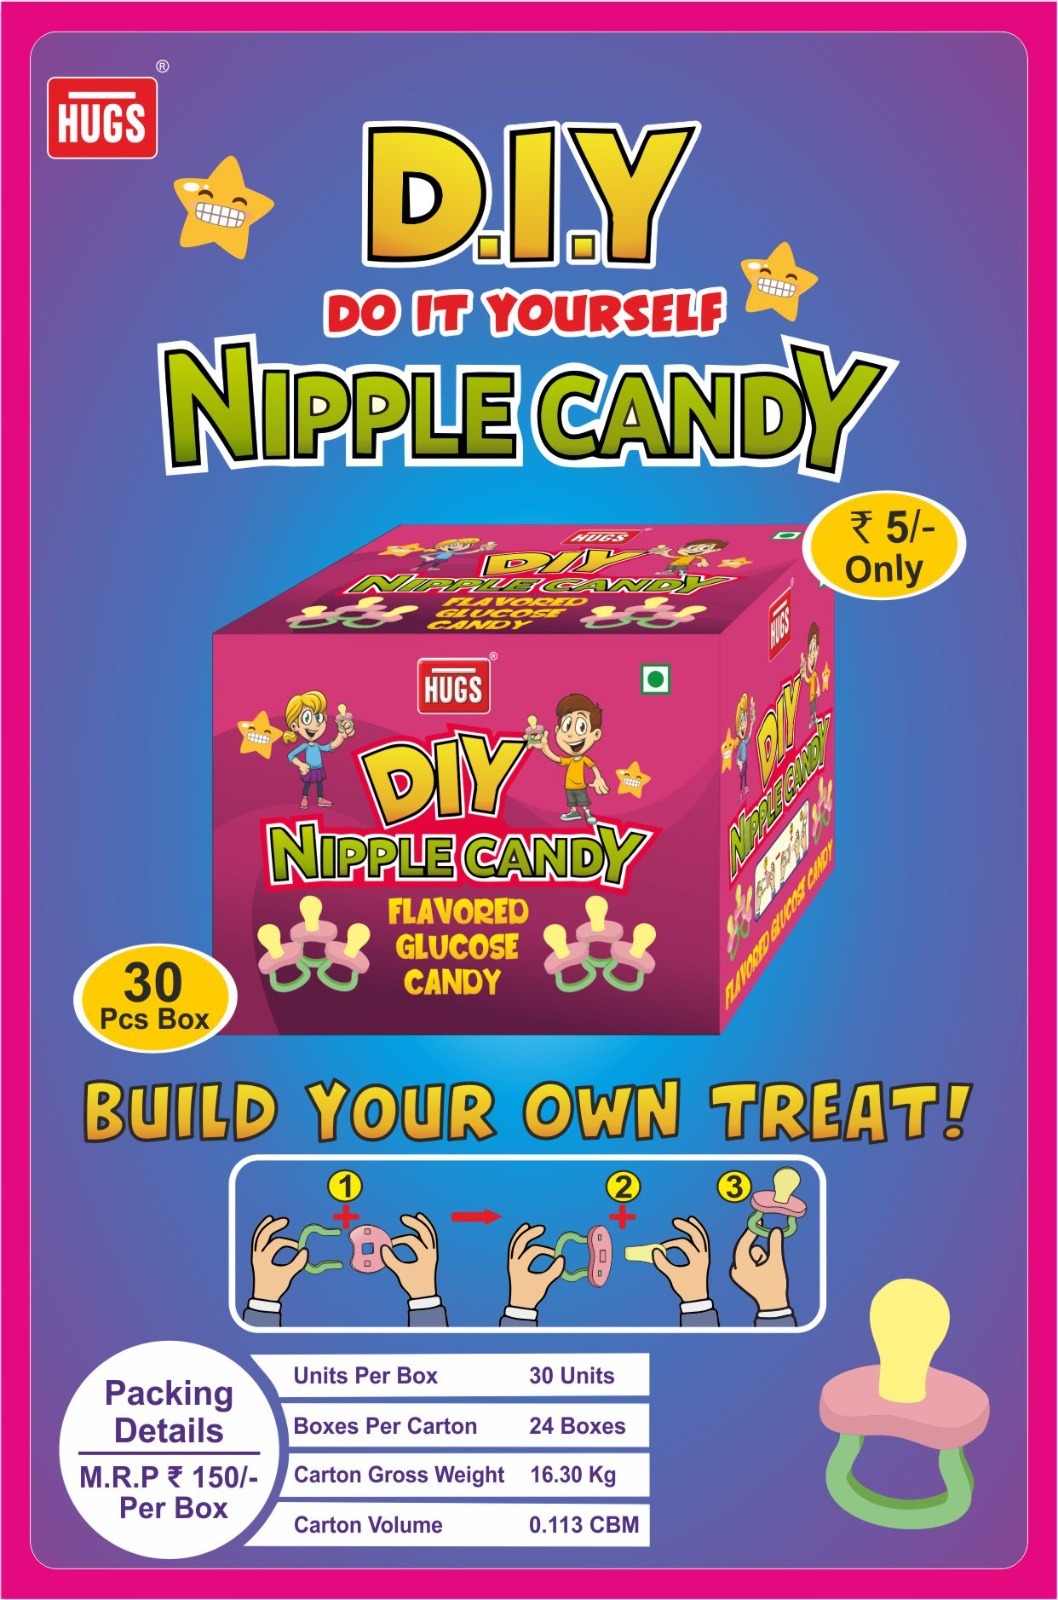 HUGS
®
D.I.Y
DO IT YOURSELF
NIPPLE CANDY
₹ 5/-
Only
HUGS
DIY
NIPPLE CANDY
FLAVORED
GLUCOSE
CANDY
HUGS
®
DIY
NIPPLE CANDY
FLAVORED
GLUCOSE
CANDY
HUGS
DIY
NIPPLE CANDY
FLAVORED GLUCOSE CANDY
30
Pcs Box
BUILD YOUR OWN TREAT!
1
+
2
+
3
Packing
Details
M.R.P ₹ 150/-
Per Box
Units Per Box 30 Units
Boxes Per Carton 24 Boxes
Carton Gross Weight 16.30 Kg
Carton Volume 0.113 CBM